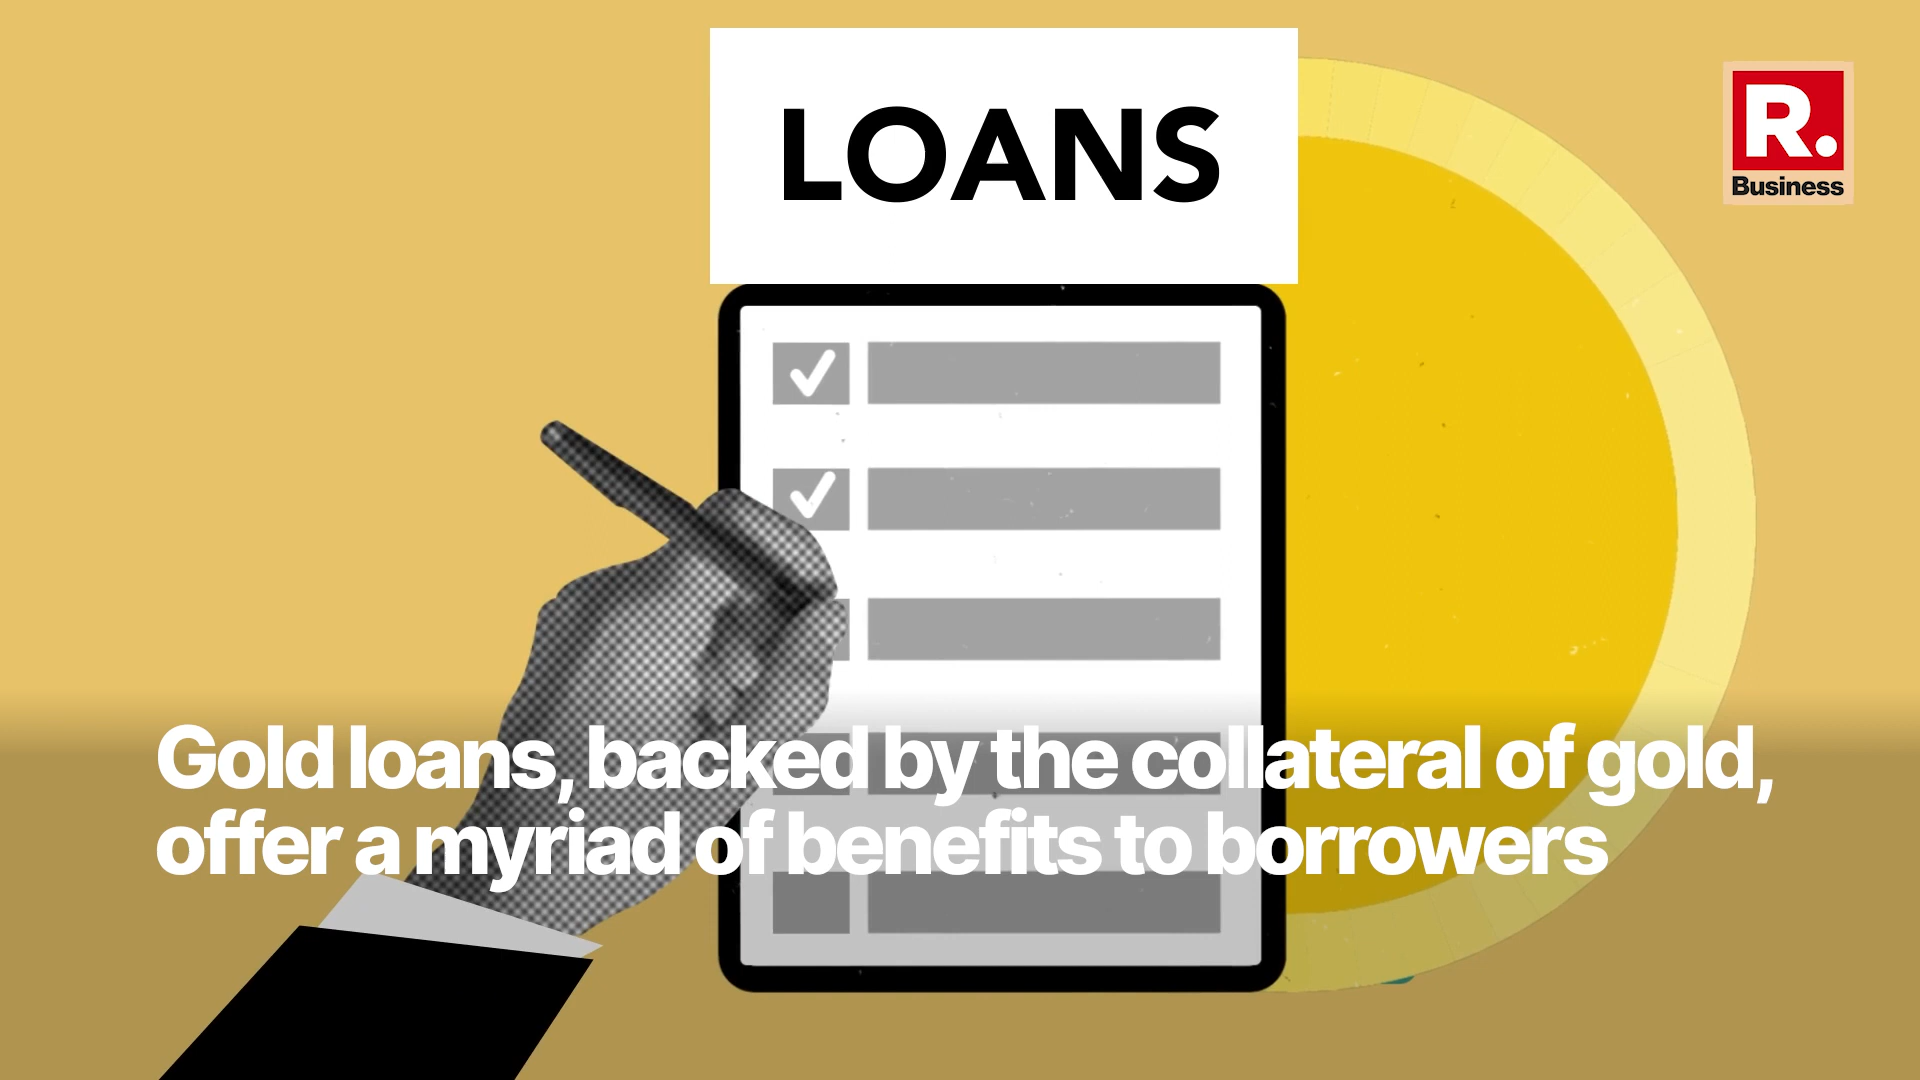 LOANS
R.
Business
Gold loans, backed by the collateral of gold,
offer a myriad of benefits to borrowers